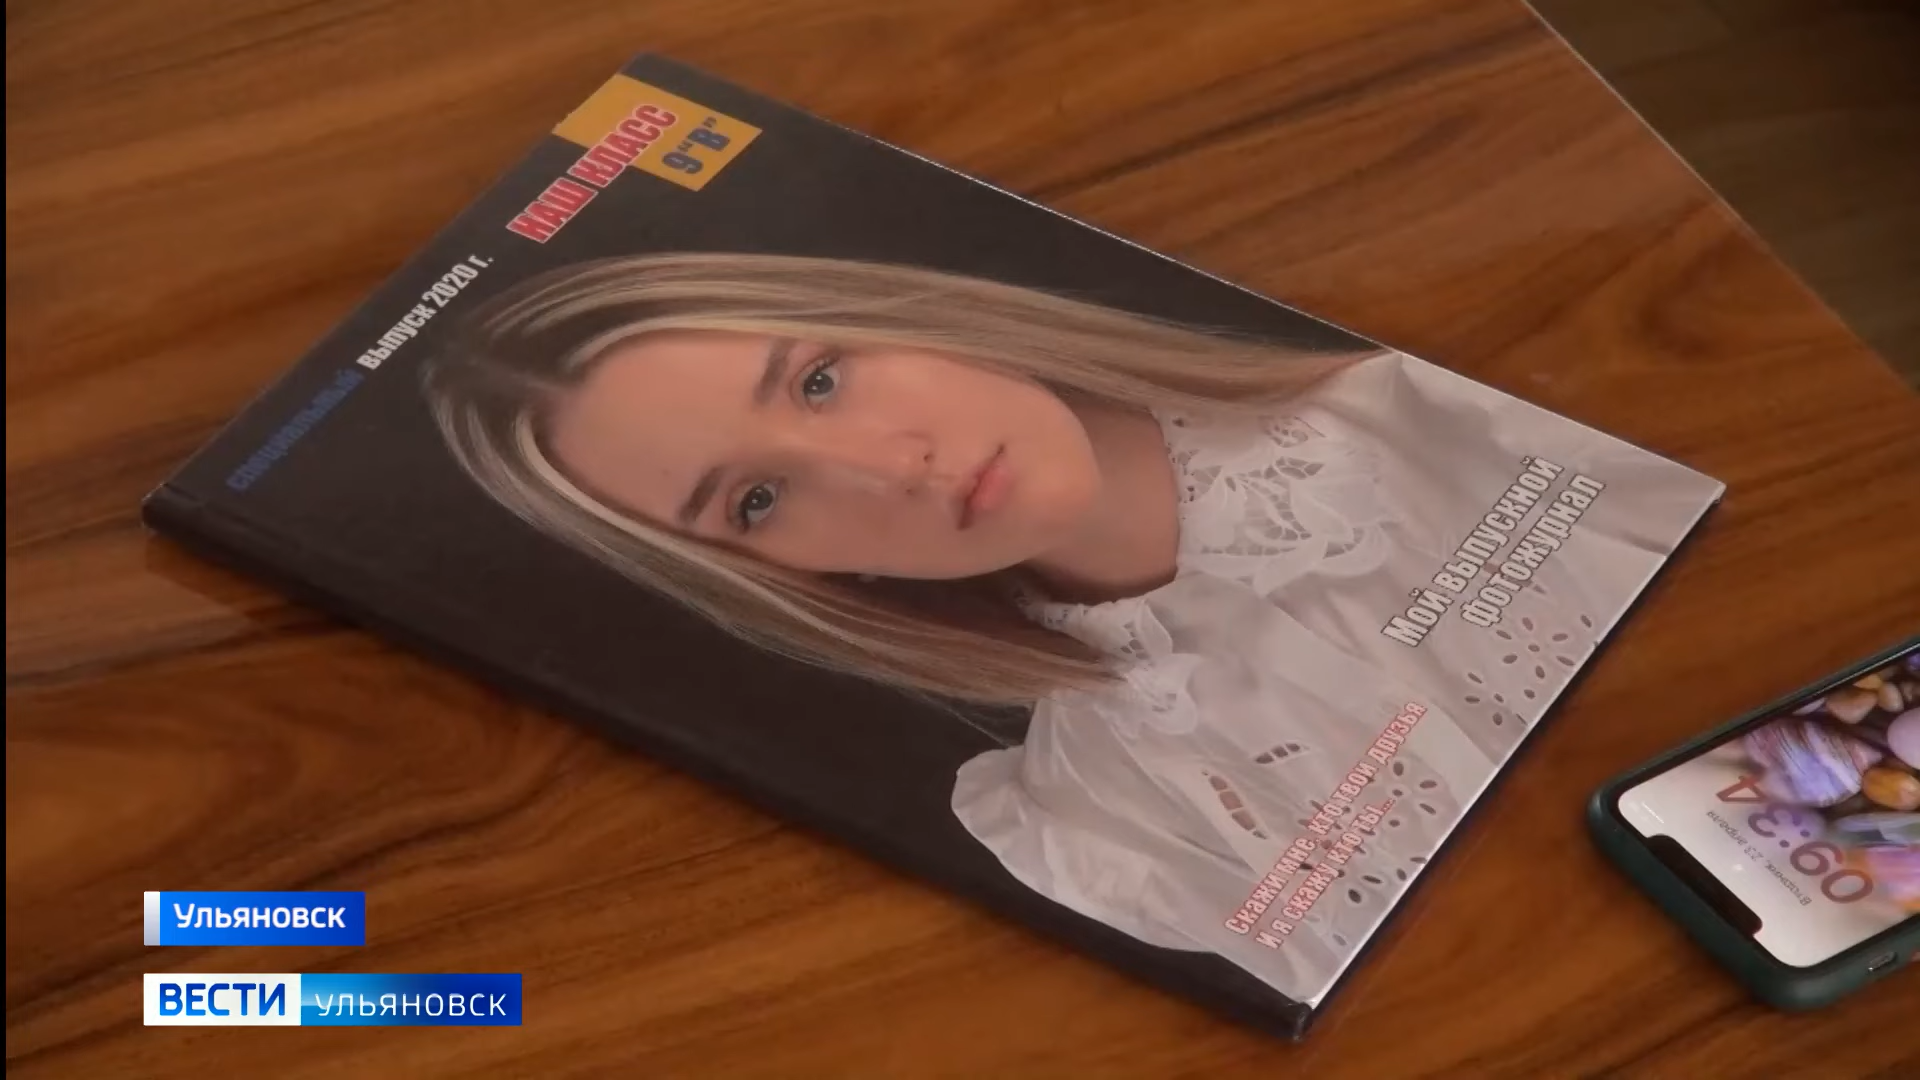 НАШ КЛАСС
9“В”
специальный выпуск 2020 г.
Мой выпускной
фотожурнал
Скажи мне, кто твои друзья
И я скажу кто ты...
09:34
Вторник, 23 апреля
Ульяновск
ВЕСТИ УЛЬЯНОВСК